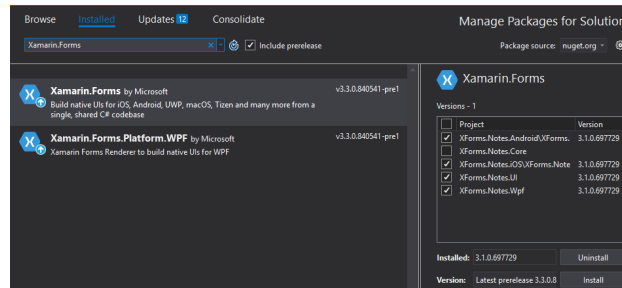 Browse Installed Updates 12 Consolidate
Manage Packages for Solution
Xamarin.Forms
Include prerelease
Package source: nuget.org
Xamarin.Forms by Microsoft
v3.3.0.840541-pre1
Build native UIs for iOS, Android, UWP, macOS, Tizen and many more from a
single, shared C# codebase
Xamarin.Forms.Platform.WPF by Microsoft
v3.3.0.840541-pre1
Xamarin Forms Renderer to build native UIs for WPF
Xamarin.Forms
Versions - 1
Project Version
XForms.Notes.Android\XForms. 3.1.0.697729
XForms.Notes.Core
XForms.Notes.iOS\XForms.Note 3.1.0.697729
XForms.Notes.UI 3.1.0.697729
XForms.Notes.Wpf 3.1.0.697729
Installed: 3.1.0.697729 Uninstall
Version: Latest prerelease 3.3.0.8 Install